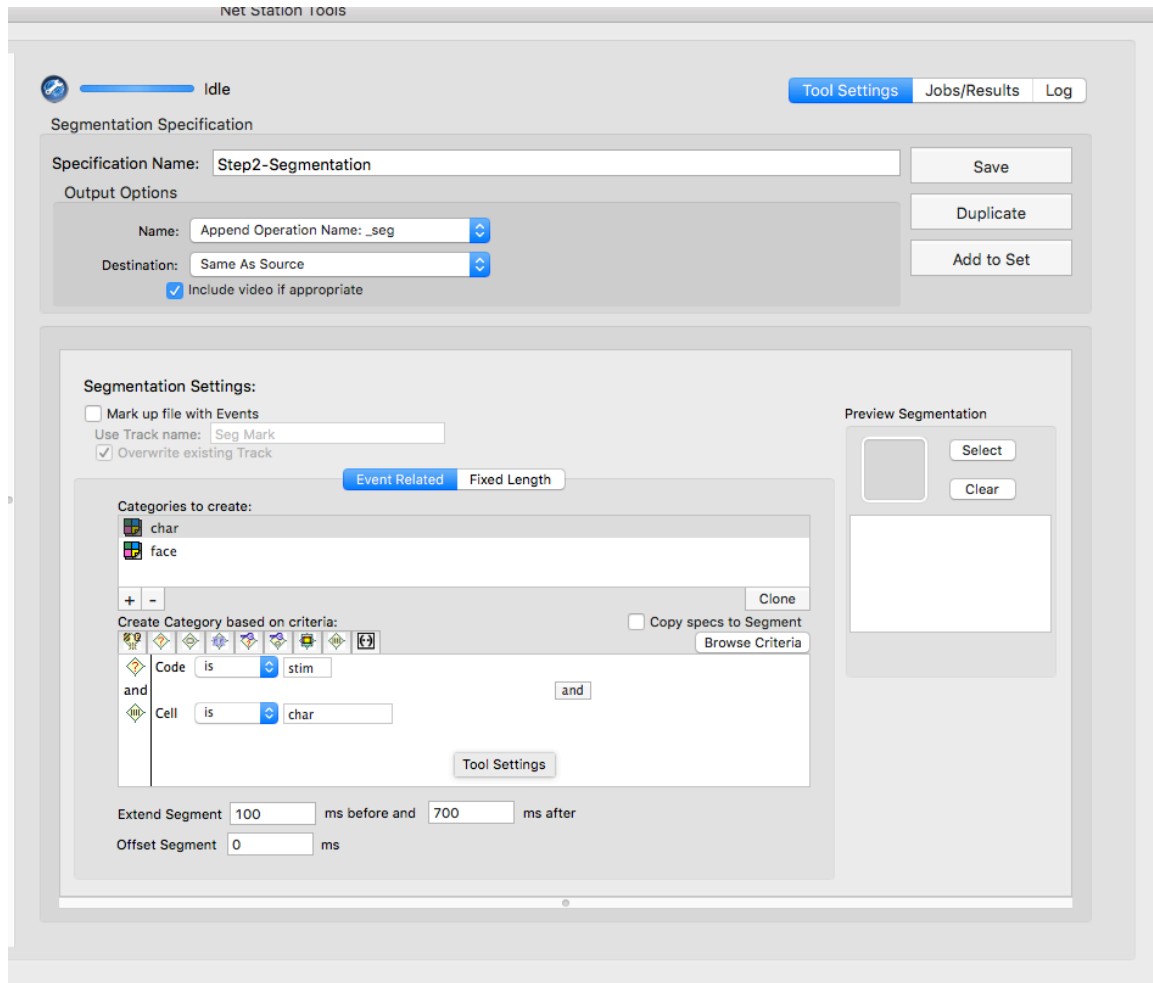 Net Station Tools
Idle
Tool Settings Jobs/Results Log
Segmentation Specification
Specification Name: Step2-Segmentation
Save
Output Options
Duplicate
Name: Append Operation Name: _seg
Add to Set
Destination: Same As Source
Include video if appropriate
Segmentation Settings:
Mark up file with Events
Preview Segmentation
Use Track name: Seg Mark
Overwrite existing Track
Select
Event Related Fixed Length
Clear
Categories to create:
char
face
+ - Clone
Create Category based on criteria: Copy specs to Segment
Browse Criteria
Code is stim
and and
Cell is char
Tool Settings
Extend Segment 100 ms before and 700 ms after
Offset Segment 0 ms